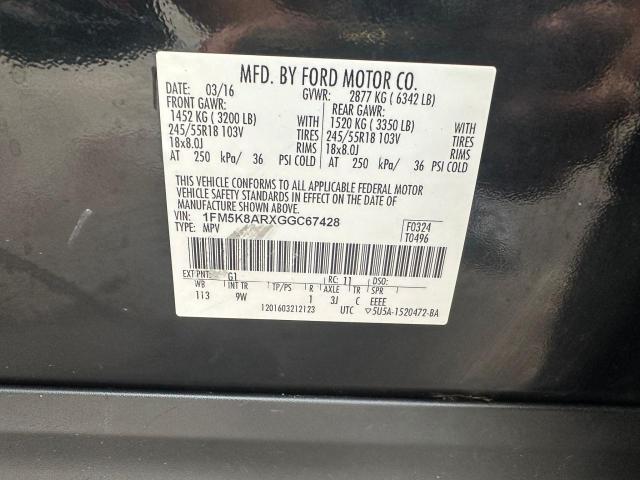 MFD. BY FORD MOTOR CO.
DATE: 03/16 GVWR: 2877 KG ( 6342 LB)
FRONT GAWR: REAR GAWR:
1452 KG ( 3200 LB) WITH 1520 KG ( 3350 LB) WITH
245/55R18 103V TIRES 245/55R18 103V TIRES
18x8.0J RIMS 18x8.0J RIMS
AT 250 kPa/ 36 PSI COLD AT 250 kPa/ 36 PSI COLD
THIS VEHICLE CONFORMS TO ALL APPLICABLE FEDERAL MOTOR
VEHICLE SAFETY STANDARDS IN EFFECT ON THE DATE OF
MANUFACTURE SHOWN ABOVE.
VIN: 1FM5K8ARXGGC67428 F0324
TYPE: MPV T0496
EXT PNT: G1 RC: 11 DSO:
WB INT TR TP/PS R AXLE TR SPR
113 9W 1 3J C EEEE
1201603212123 UTC ▽5U5A-1520472-BA